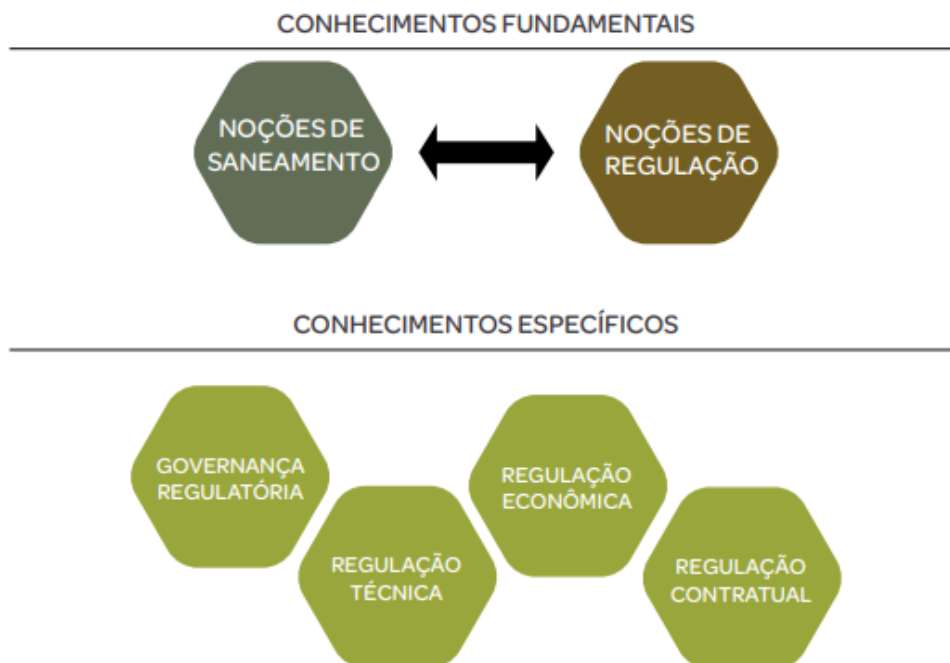 CONHECIMENTOS FUNDAMENTAIS
NOÇÕES DE
SANEAMENTO
NOÇÕES DE
REGULAÇÃO
CONHECIMENTOS ESPECÍFICOS
GOVERNANÇA
REGULATÓRIA
REGULAÇÃO
TÉCNICA
REGULAÇÃO
ECONÔMICA
REGULAÇÃO
CONTRATUAL